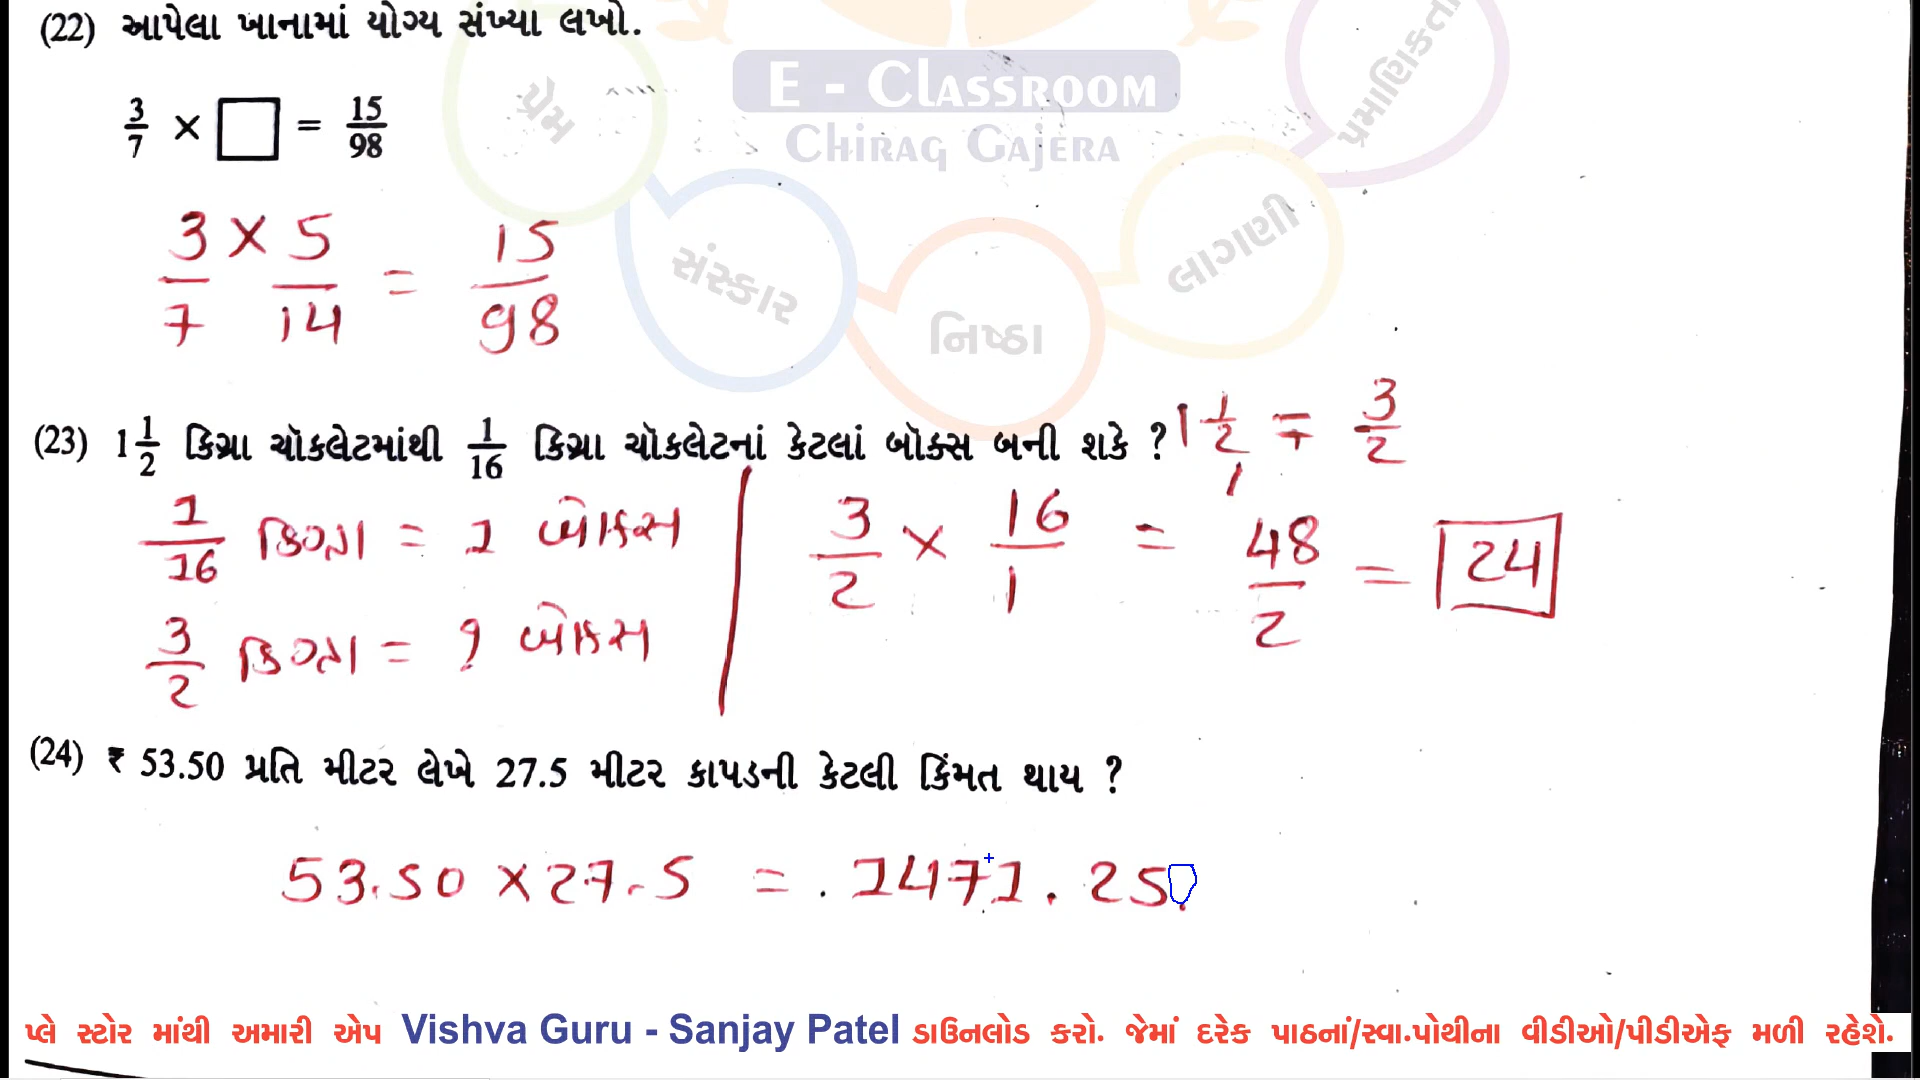 (22) આપેલા ખાનામાં યોગ્ય સંખ્યા લખો.
E - Classroom
Chirag Gajera
પ્રેમ
સંસ્કાર
નિષ્ઠા
લાગણી
પ્રમાણિકતા
3/7 × □ = 15/98
3/7 × 5/14 = 15/98
(23) 1 1/2 કિગ્રા ચૉકલેટમાંથી 1/16 કિગ્રા ચૉકલેટનાં કેટલાં બૉક્સ બની શકે ? 1 1/2 = 3/2
1/16 કિગ્રા = 1 બોક્સ
3/2 કિગ્રા = ? બોક્સ
3/2 × 16/1 = 48/2 = 24
(24) ₹ 53.50 પ્રતિ મીટર લેખે 27.5 મીટર કાપડની કેટલી કિંમત થાય ?
53.50 × 27.5 = 1471.250
પ્લે સ્ટોર માંથી અમારી એપ Vishva Guru - Sanjay Patel ડાઉનલોડ કરો. જેમાં દરેક પાઠનાં/સ્વા.પોથીના વીડીઓ/પીડીએફ મળી રહેશે.